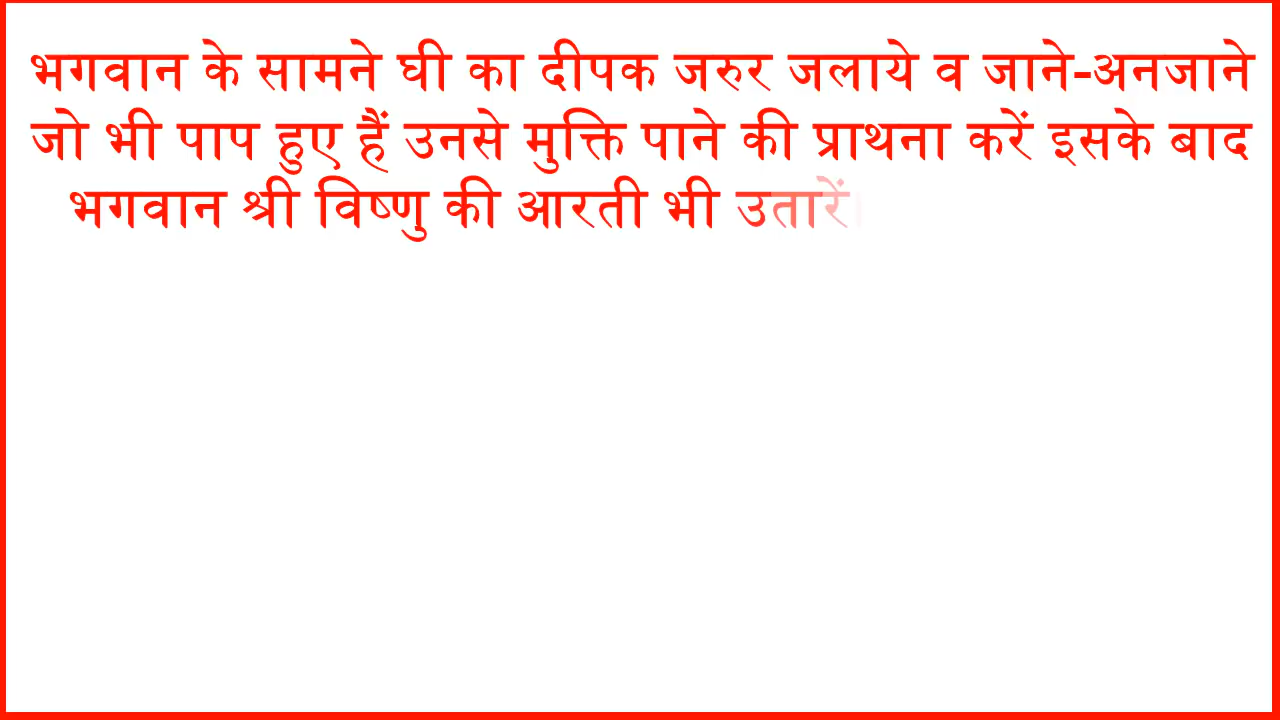 भगवान के सामने घी का दीपक जरुर जलाये व जाने-अनजाने
जो भी पाप हुए हैं उनसे मुक्ति पाने की प्राथना करें इसके बाद
भगवान श्री विष्णु की आरती भी उतारें